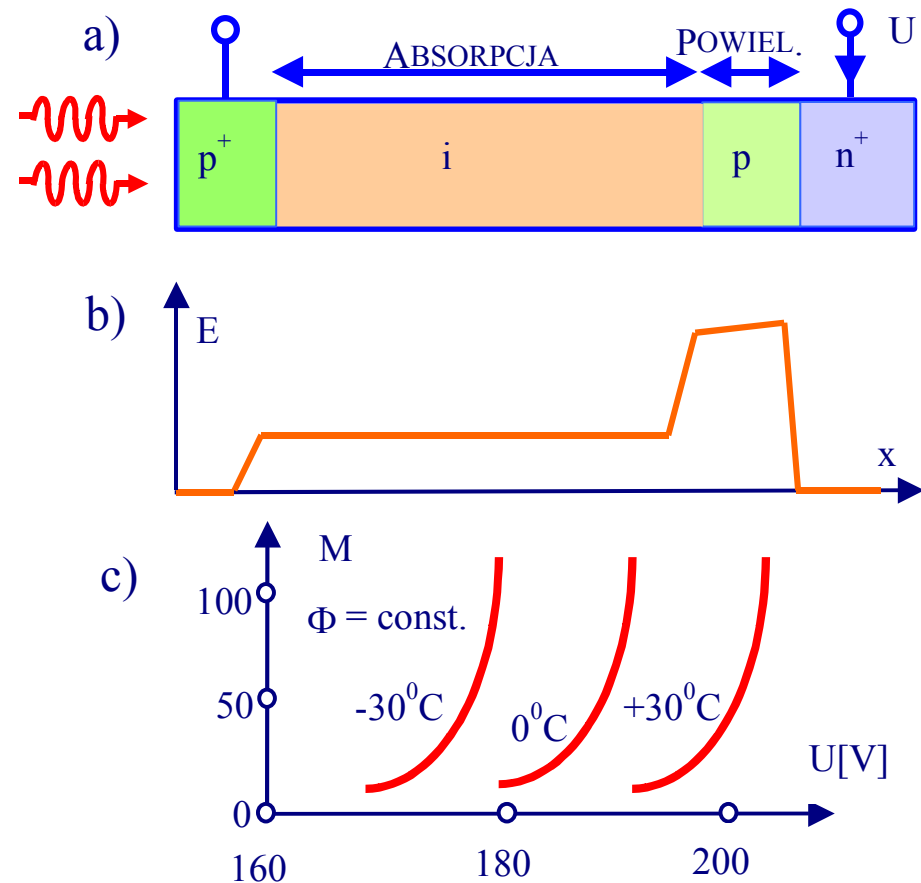 a)
ABSORPCJA
POWIEL.
U
p⁺
i
p
n⁺
b)
E
x
c)
M
100
Φ = const.
50
-30⁰C
0⁰C
+30⁰C
U[V]
0
160
180
200